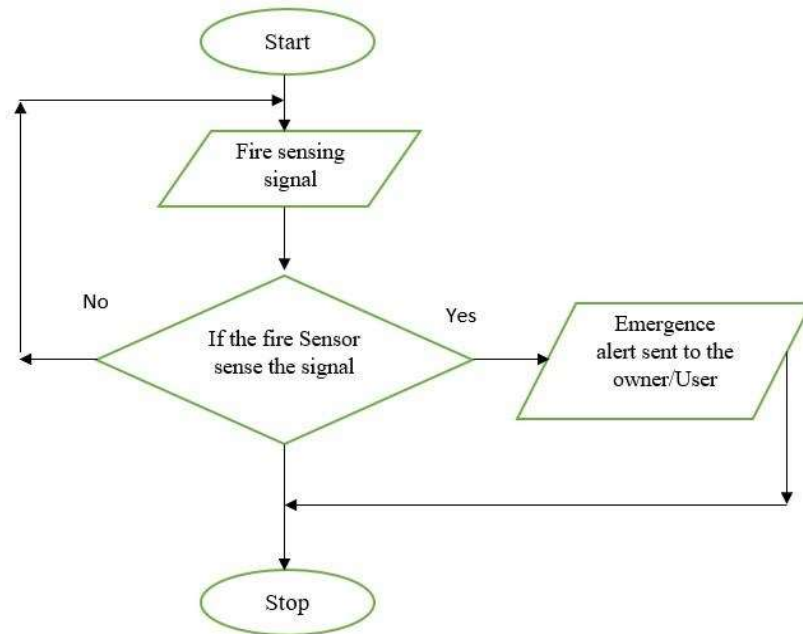 Start
Fire sensing
signal
No
If the fire Sensor
sense the signal
Yes
Emergence
alert sent to the
owner/User
Stop